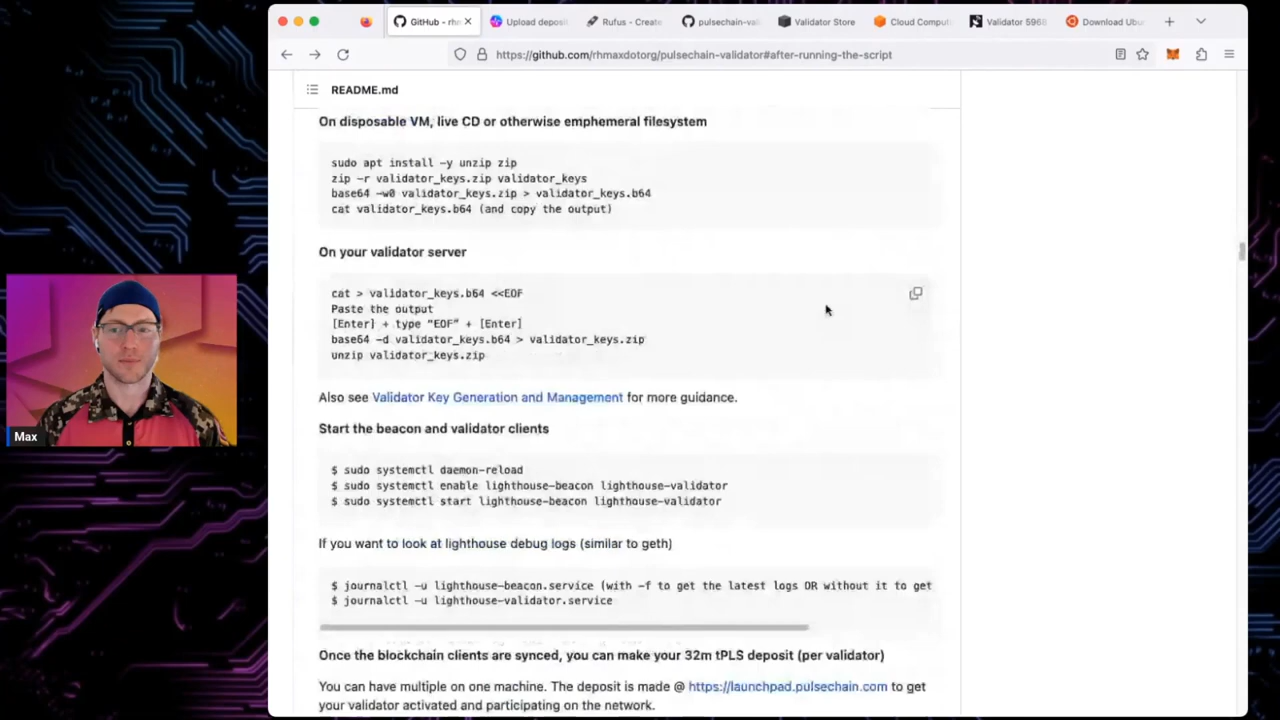 GitHub - rhm
Upload deposi
Rufus - Create
pulsechain-val
Validator Store
Cloud Comput
Validator 5968
Download Ubu
https://github.com/rhmaxdotorg/pulsechain-validator#after-running-the-script
README.md
On disposable VM, live CD or otherwise emphemeral filesystem
sudo apt install -y unzip zip
zip -r validator_keys.zip validator_keys
base64 -w0 validator_keys.zip > validator_keys.b64
cat validator_keys.b64 (and copy the output)
On your validator server
cat > validator_keys.b64 <<EOF
Paste the output
[Enter] + type “EOF” + [Enter]
base64 -d validator_keys.b64 > validator_keys.zip
unzip validator_keys.zip
Also see Validator Key Generation and Management for more guidance.
Start the beacon and validator clients
$ sudo systemctl daemon-reload
$ sudo systemctl enable lighthouse-beacon lighthouse-validator
$ sudo systemctl start lighthouse-beacon lighthouse-validator
If you want to look at lighthouse debug logs (similar to geth)
$ journalctl -u lighthouse-beacon.service (with -f to get the latest logs OR without it to get
$ journalctl -u lighthouse-validator.service
Once the blockchain clients are synced, you can make your 32m tPLS deposit (per validator)
You can have multiple on one machine. The deposit is made @ https://launchpad.pulsechain.com to get
your validator activated and participating on the network.
Max